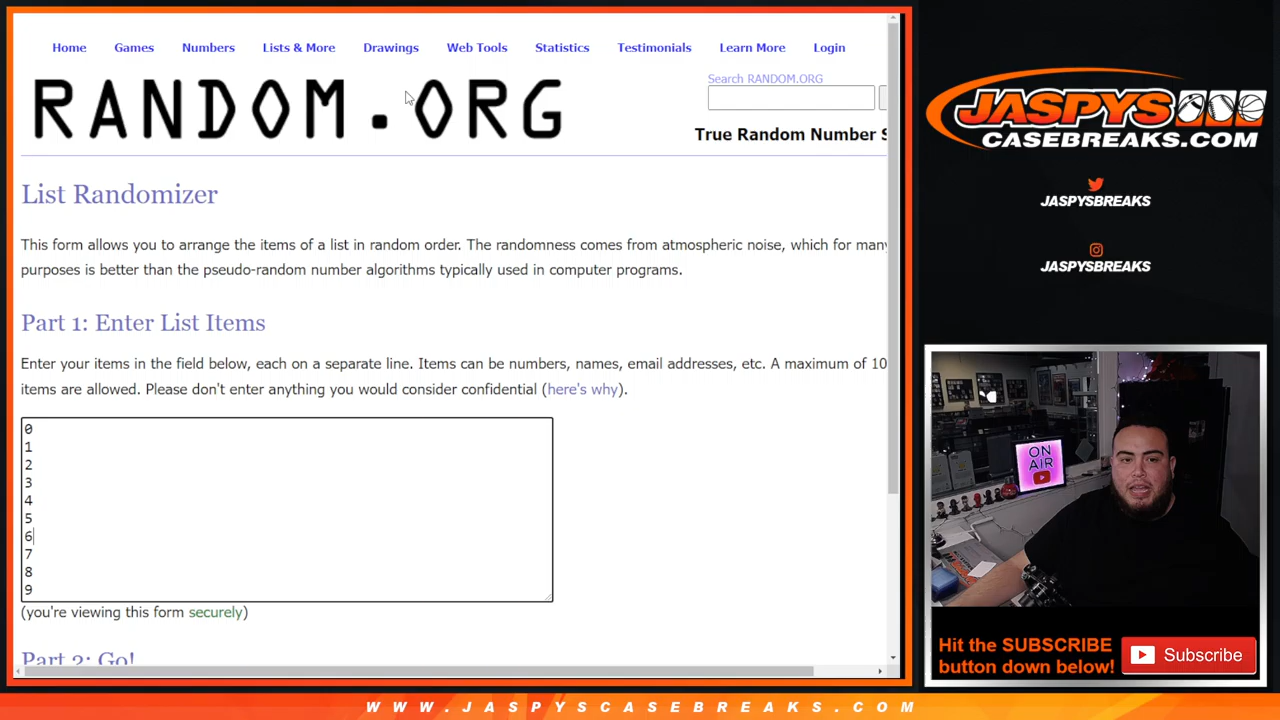 Home Games Numbers Lists & More Drawings Web Tools Statistics Testimonials Learn More Login
RANDOM.ORG
Search RANDOM.ORG
True Random Number S
List Randomizer
This form allows you to arrange the items of a list in random order. The randomness comes from atmospheric noise, which for many
purposes is better than the pseudo-random number algorithms typically used in computer programs.
Part 1: Enter List Items
Enter your items in the field below, each on a separate line. Items can be numbers, names, email addresses, etc. A maximum of 10
items are allowed. Please don't enter anything you would consider confidential (here's why).
0
1
2
3
4
5
6
7
8
9
(you're viewing this form securely)
Part 2: Go!
JASPYS
CASEBREAKS.COM
JASPYSBREAKS
JASPYSBREAKS
ON
AIR
Hit the SUBSCRIBE
button down below!
Subscribe
WWW.JASPYSCASEBREAKS.COM